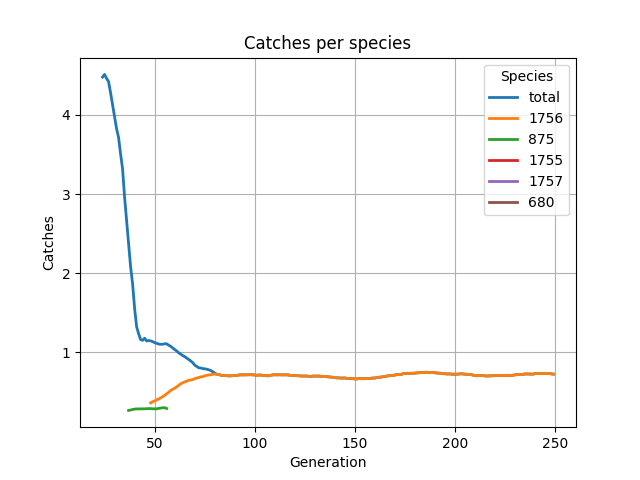 Catches per species
Species
total
1756
875
1755
1757
680
Catches
4
3
2
1
50
100
150
200
250
Generation